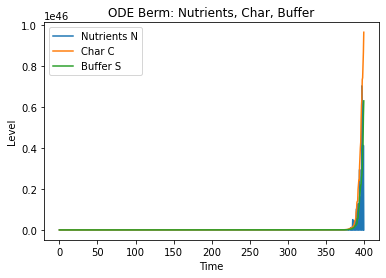 ODE Berm: Nutrients, Char, Buffer
1e46
Nutrients N
Char C
Buffer S
1.0
0.8
0.6
0.4
0.2
0.0
Level
0 50 100 150 200 250 300 350 400
Time